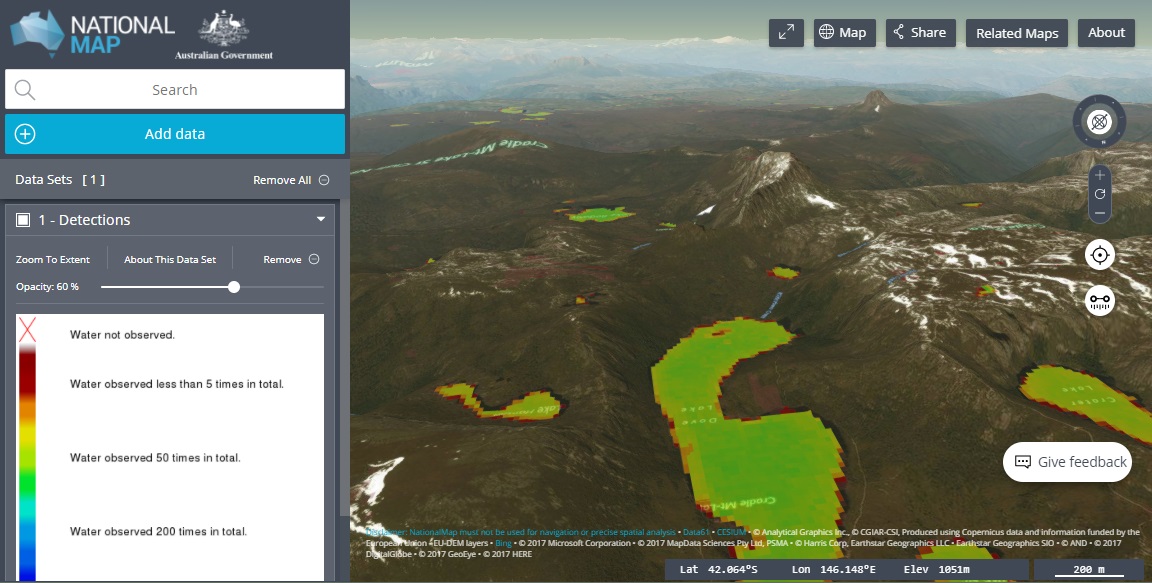 NATIONAL
MAP
Australian Government
Search
Add data
Data Sets [ 1 ]
Remove All
1 - Detections
Zoom To Extent
About This Data Set
Remove
Opacity: 60 %
Water not observed.
Water observed less than 5 times in total.
Water observed 50 times in total.
Water observed 200 times in total.
Map
Share
Related Maps
About
Cradle Mt-Lake St Cla
Lake
Dove
Lake
Crater
Lake
Cradle Mt-L
Give feedback
Disclaimer: NationalMap must not be used for navigation or precise spatial analysis • Data61 • CESIUM • © Analytical Graphics Inc., © CGIAR-CSI, Produced using Copernicus data and information funded by the
European Union - EU-DEM layers • Bing • © 2017 Microsoft Corporation • © 2017 MapData Sciences Pty Ltd, PSMA • © Harris Corp, Earthstar Geographics LLC • Earthstar Geographics SIO • © AND • © 2017
DigitalGlobe • © 2017 GeoEye • © 2017 HERE
Lat 42.064°S Lon 146.148°E Elev 1051m
200 m